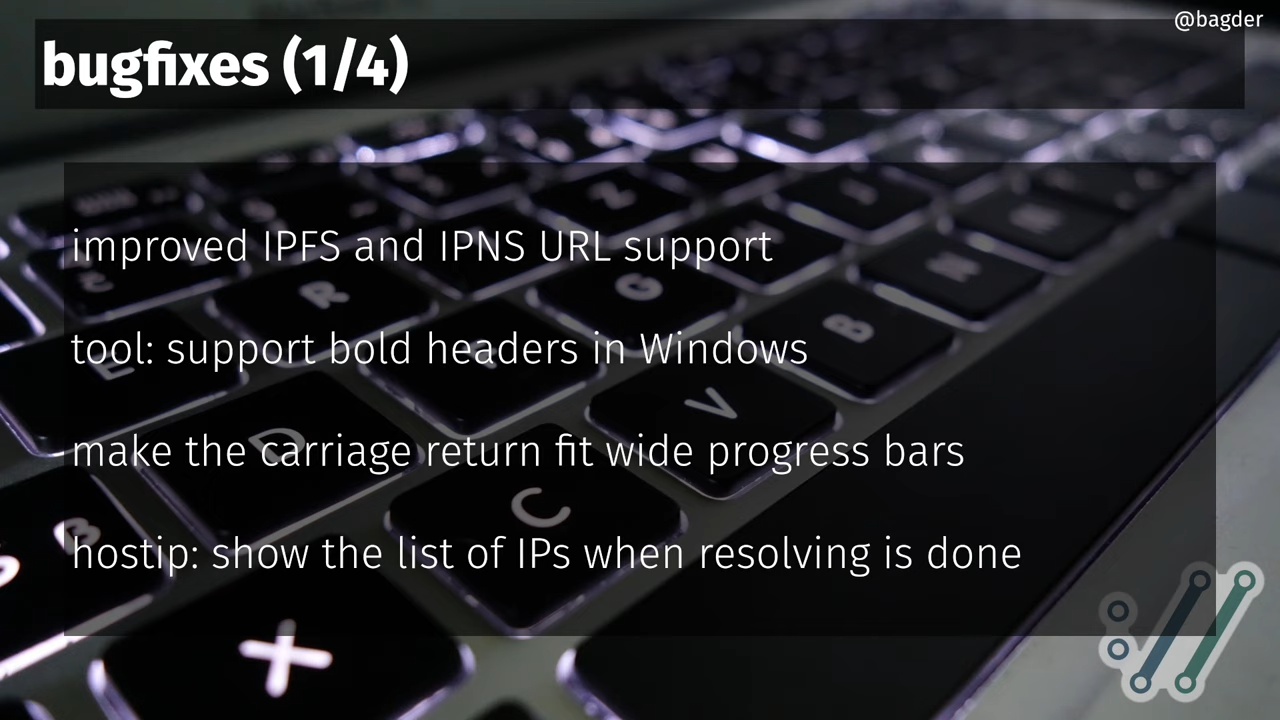 @bagder
bugfixes (1/4)
improved IPFS and IPNS URL support
tool: support bold headers in Windows
make the carriage return fit wide progress bars
hostip: show the list of IPs when resolving is done
R
G
B
E
V
D
C
B
X